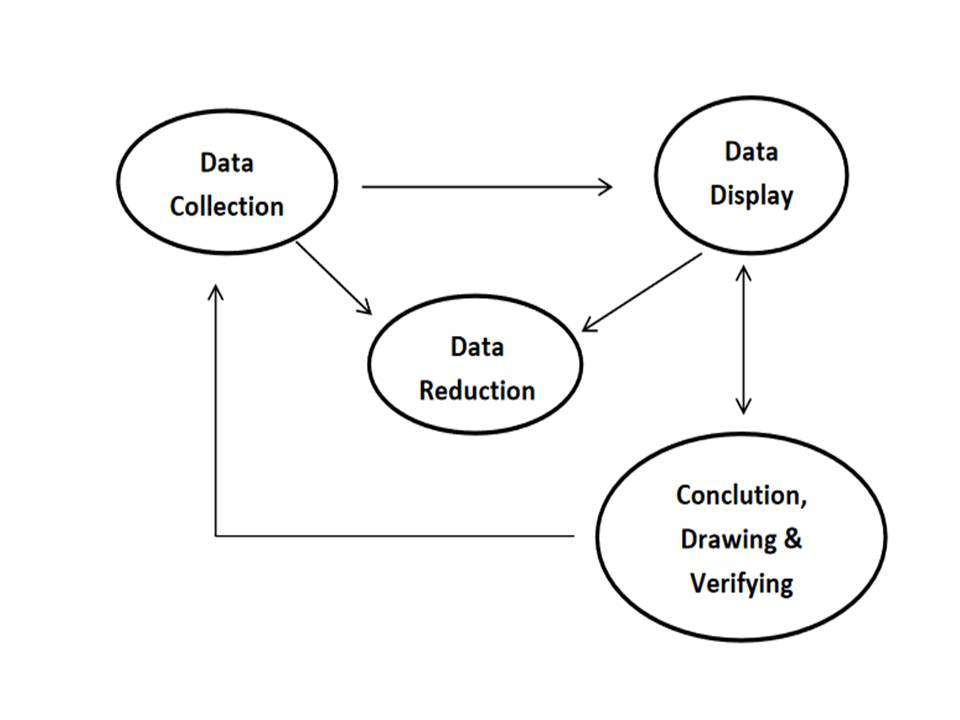 Data
Collection
Data
Display
Data
Reduction
Conclution,
Drawing &
Verifying